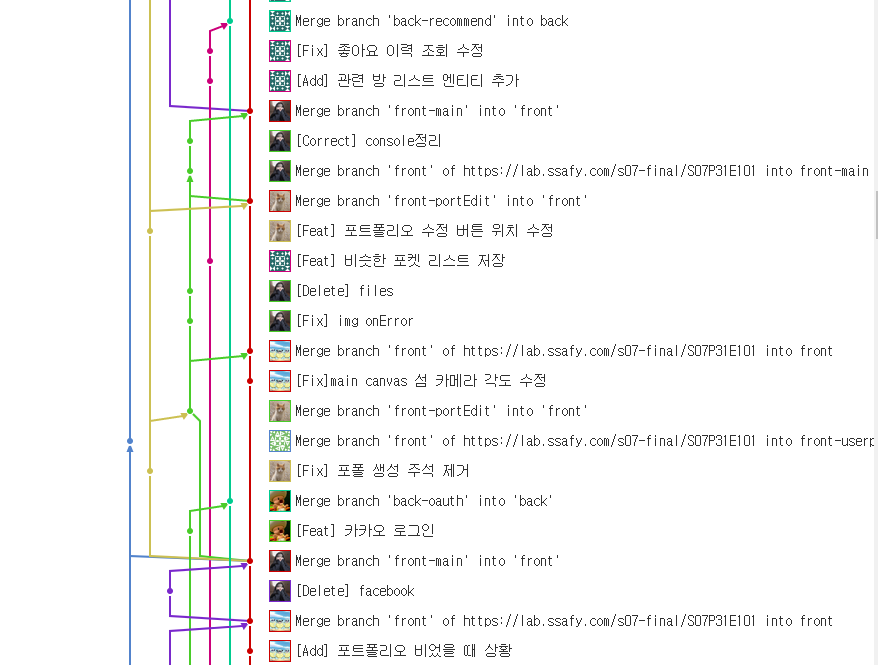 Merge branch 'back-recommend' into back
[Fix] 좋아요 이력 조회 수정
[Add] 관련 방 리스트 엔티티 추가
Merge branch 'front-main' into 'front'
[Correct] console정리
Merge branch 'front' of https://lab.ssafy.com/s07-final/S07P31E101 into front-main
Merge branch 'front-portEdit' into 'front'
[Feat] 포트폴리오 수정 버튼 위치 수정
[Feat] 비슷한 포켓 리스트 저장
[Delete] files
[Fix] img onError
Merge branch 'front' of https://lab.ssafy.com/s07-final/S07P31E101 into front
[Fix]main canvas 섬 카메라 각도 수정
Merge branch 'front-portEdit' into 'front'
Merge branch 'front' of https://lab.ssafy.com/s07-final/S07P31E101 into front-userp
[Fix] 포폴 생성 주석 제거
Merge branch 'back-oauth' into 'back'
[Feat] 카카오 로그인
Merge branch 'front-main' into 'front'
[Delete] facebook
Merge branch 'front' of https://lab.ssafy.com/s07-final/S07P31E101 into front
[Add] 포트폴리오 비었을 때 상황